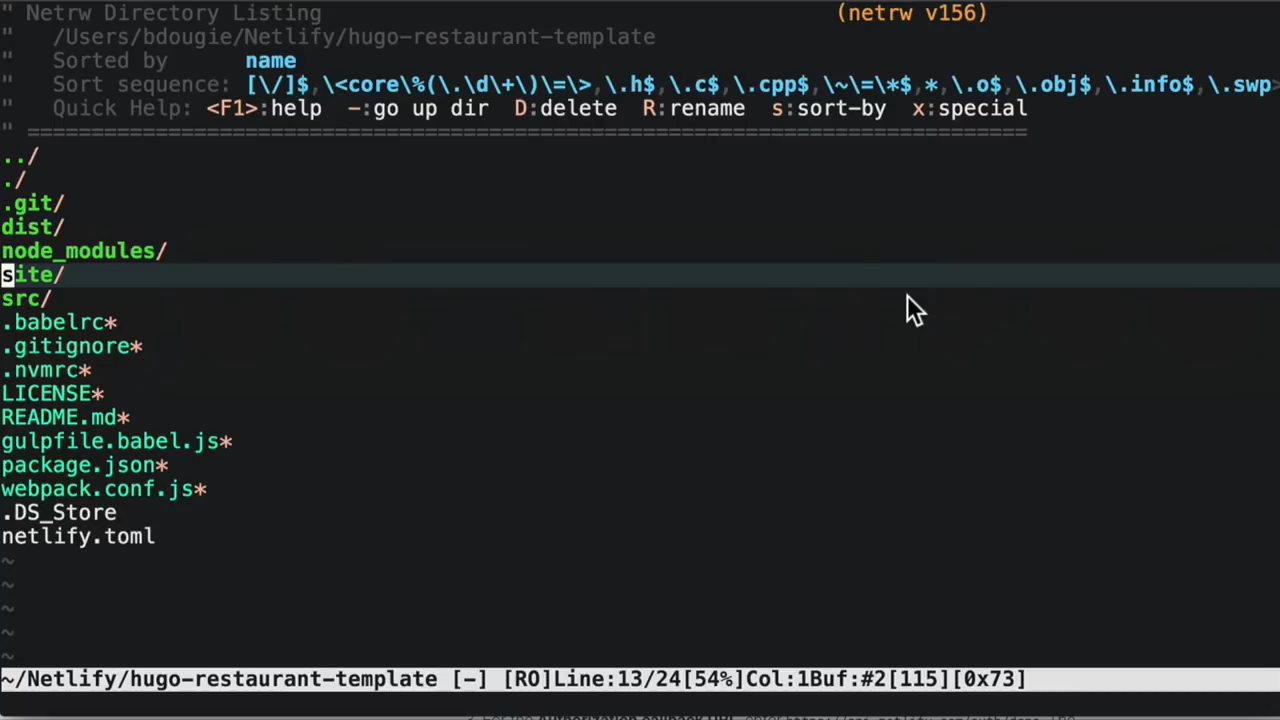 " Netrw Directory Listing (netrw v156)
" /Users/bdougie/Netlify/hugo-restaurant-template
" Sorted by name
" Sort sequence: [\/]$,\<core\%(\.\d\+\)\=\>,\.h$,\.c$,\.cpp$,\~\=\*$,*,\.o$,\.obj$,\.info$,\.swp>
" Quick Help: <F1>:help -:go up dir D:delete R:rename s:sort-by x:special
" ==============================================================================
../
./
.git/
dist/
node_modules/
site/
src/
.babelrc*
.gitignore*
.nvmrc*
LICENSE*
README.md*
gulpfile.babel.js*
package.json*
webpack.conf.js*
.DS_Store
netlify.toml
~
~
~
~
~
~/Netlify/hugo-restaurant-template [-] [RO]Line:13/24[54%]Col:1Buf:#2[115][0x73]